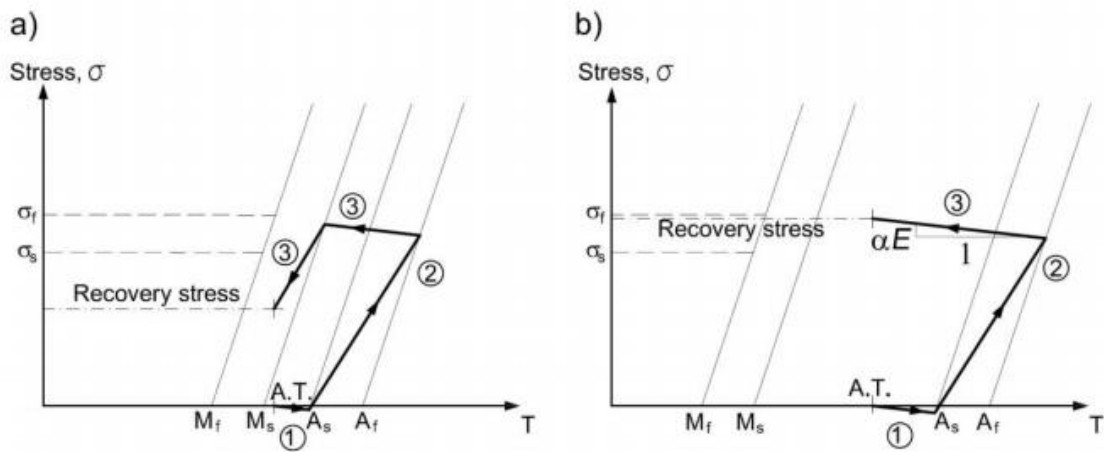 a)
Stress, σ
σf
σs
Recovery stress
③
③
②
A.T.
Mf Ms As Af T
①
b)
Stress, σ
σf
σs
Recovery stress
③
αE
1
②
A.T.
Mf Ms As Af T
①